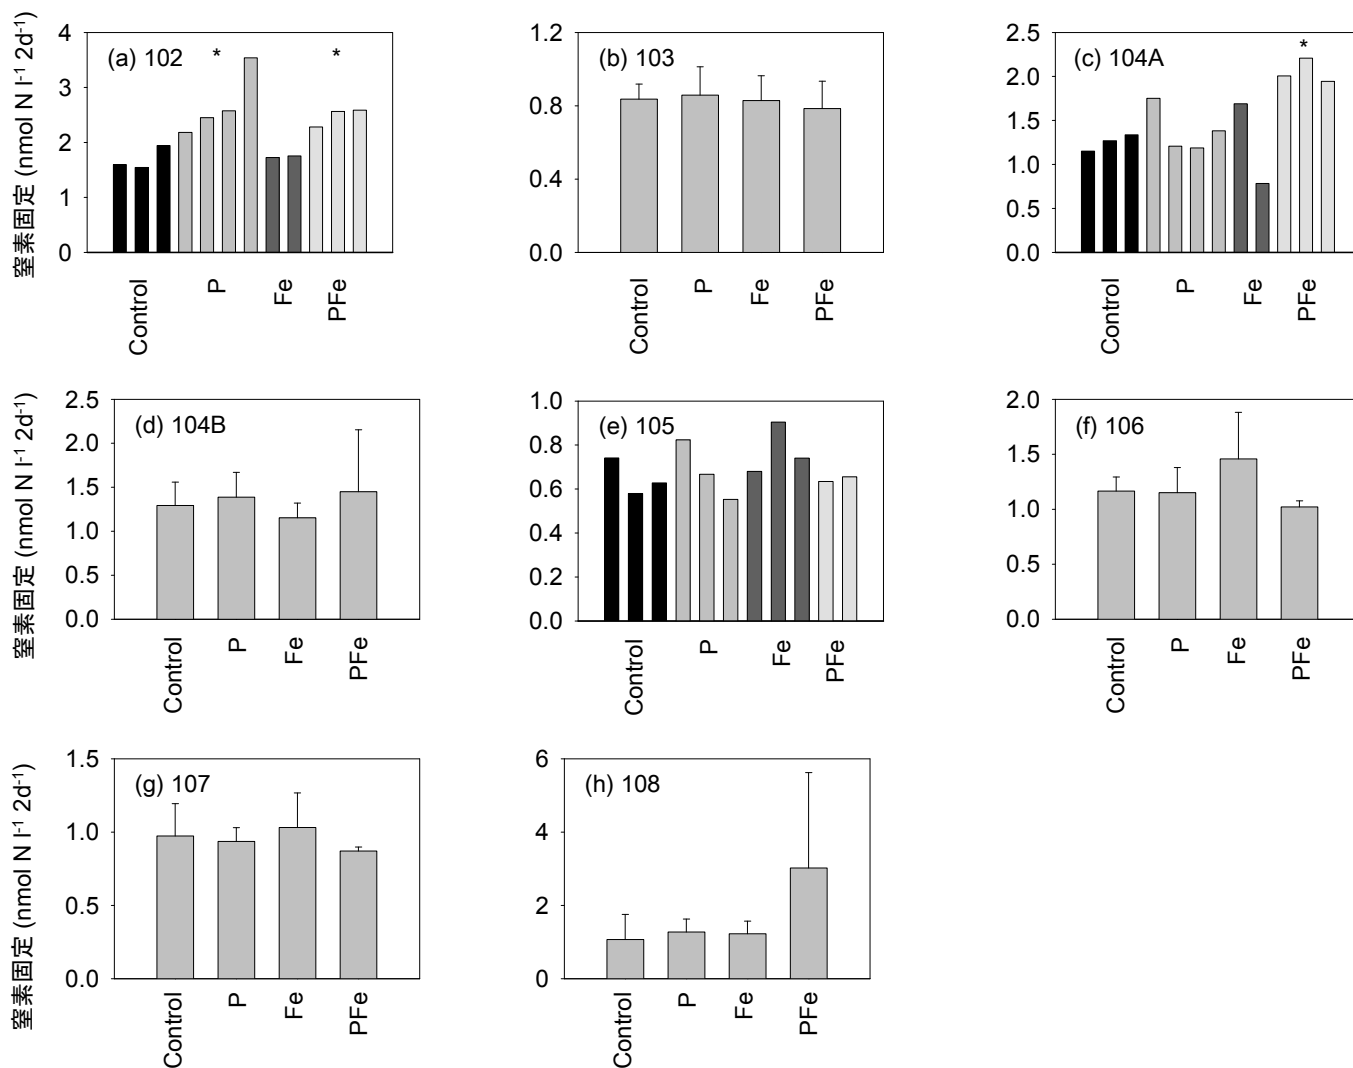 窒素固定 (nmol N l-1 2d-1)
4
3
2
1
0
(a) 102
*
*
Control
P
Fe
PFe
1.2
0.8
0.4
0.0
(b) 103
Control
P
Fe
PFe
2.5
2.0
1.5
1.0
0.5
0.0
(c) 104A
*
Control
P
Fe
PFe
窒素固定 (nmol N l-1 2d-1)
2.5
2.0
1.5
1.0
0.5
0.0
(d) 104B
Control
P
Fe
PFe
1.0
0.8
0.6
0.4
0.2
0.0
(e) 105
Control
P
Fe
PFe
2.0
1.5
1.0
0.5
0.0
(f) 106
Control
P
Fe
PFe
窒素固定 (nmol N l-1 2d-1)
1.5
1.0
0.5
0.0
(g) 107
Control
P
Fe
PFe
6
4
2
0
(h) 108
Control
P
Fe
PFe